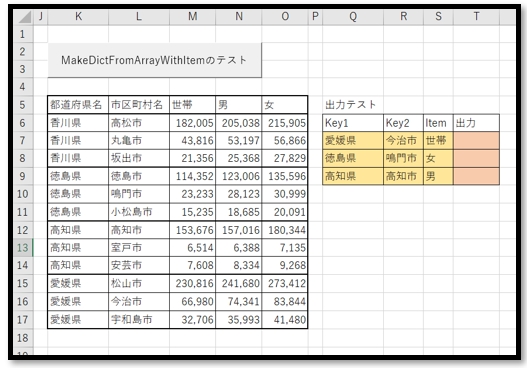 J K L M N O P Q R S T
1
2
MakeDictFromArrayWithItemのテスト
3
4
5 都道府県名 市区町村名 世帯 男 女 出力テスト
6 香川県 高松市 182,005 205,038 215,905 Key1 Key2 Item 出力
7 香川県 丸亀市 43,816 53,197 56,866 愛媛県 今治市 世帯
8 香川県 坂出市 21,356 25,368 27,829 徳島県 鳴門市 女
9 徳島県 徳島市 114,352 123,006 135,596 高知県 高知市 男
10 徳島県 鳴門市 23,233 28,123 30,999
11 徳島県 小松島市 15,235 18,685 20,091
12 高知県 高知市 153,676 157,016 180,344
13 高知県 室戸市 6,514 6,388 7,135
14 高知県 安芸市 7,608 8,334 9,268
15 愛媛県 松山市 230,816 241,680 273,412
16 愛媛県 今治市 66,980 74,341 83,844
17 愛媛県 宇和島市 32,706 35,993 41,480
18